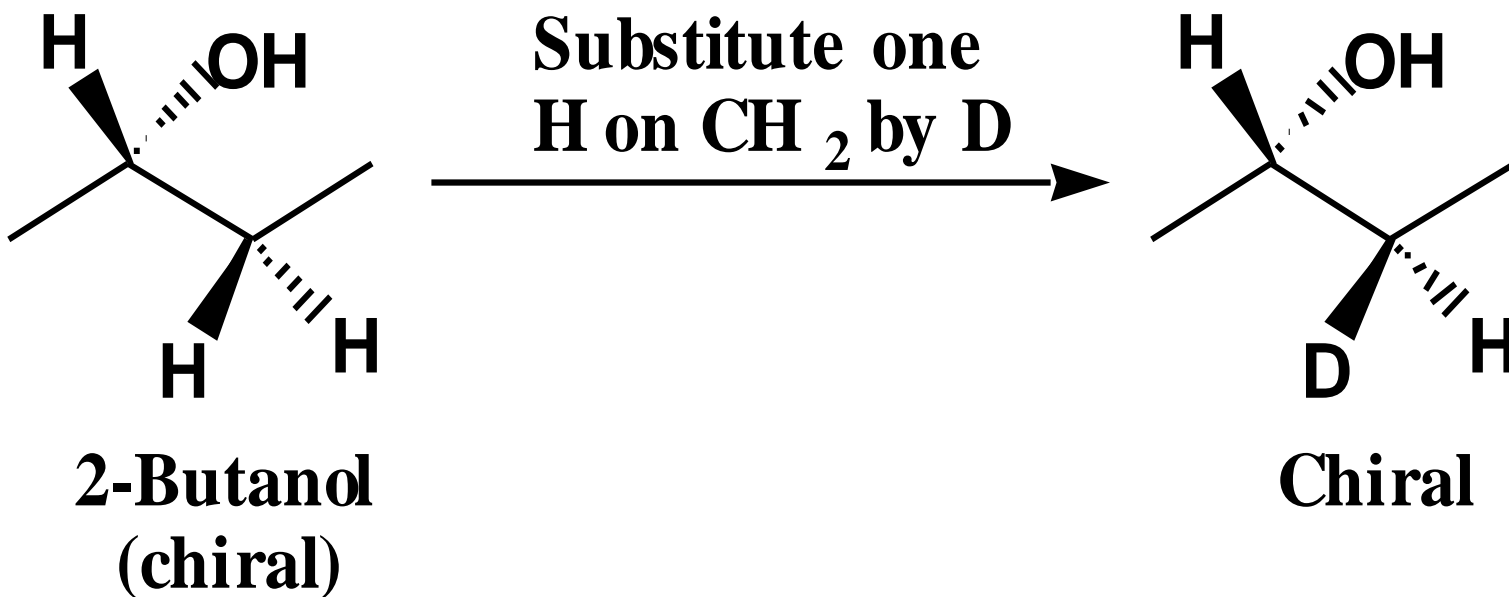 H
OH
H
H
2-Butanol
(chiral)
Substitute one
H on CH 2 by D
H
OH
D
H
Chiral